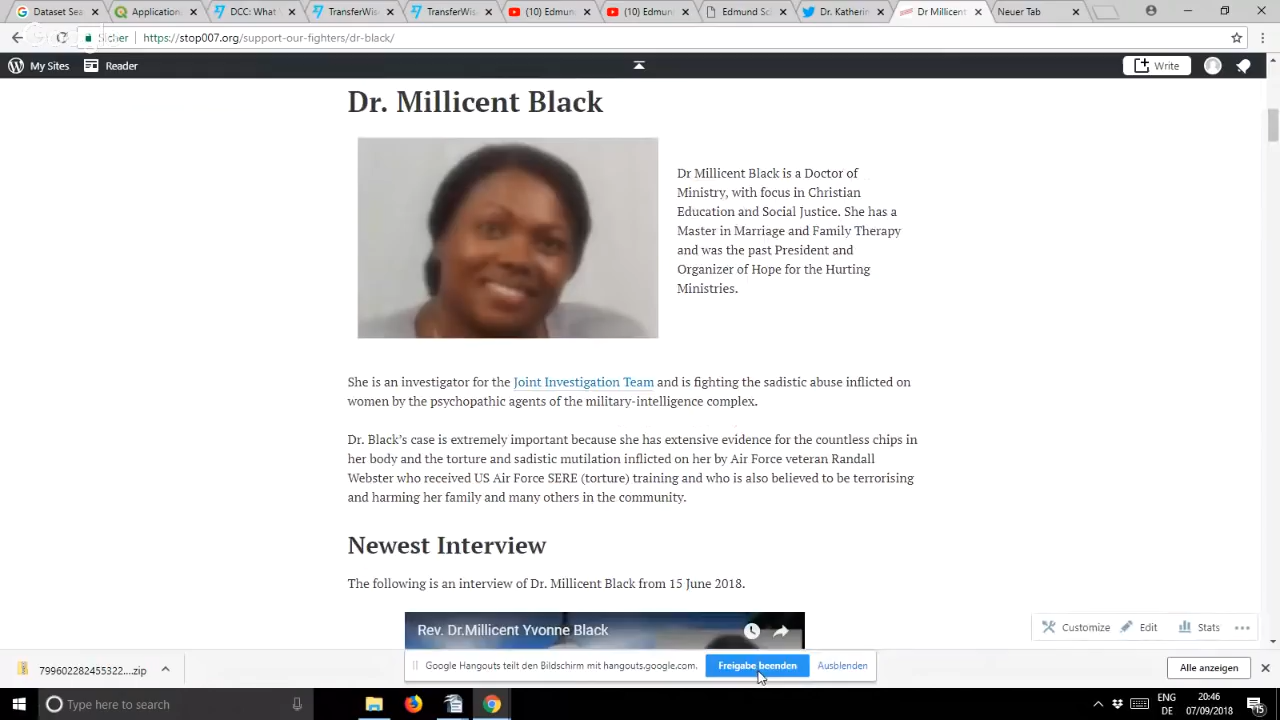 Dataset Sea
Application
DCC: What
TransferWis
TransferWis
(10) Edmun
(10) Edmun
Edmund Sc
Dr. Katherin
Dr Millicent
Neuer Tab
https://stop007.org/support-our-fighters/dr-black/
My Sites
Reader
Write
Dr. Millicent Black
Dr Millicent Black is a Doctor of
Ministry, with focus in Christian
Education and Social Justice. She has a
Master in Marriage and Family Therapy
and was the past President and
Organizer of Hope for the Hurting
Ministries.
She is an investigator for the Joint Investigation Team and is fighting the sadistic abuse inflicted on
women by the psychopathic agents of the military-intelligence complex.
Dr. Black's case is extremely important because she has extensive evidence for the countless chips in
her body and the torture and sadistic mutilation inflicted on her by Air Force veteran Randall
Webster who received US Air Force SERE (torture) training and who is also believed to be terrorising
and harming her family and many others in the community.
Newest Interview
The following is an interview of Dr. Millicent Black from 15 June 2018.
Rev. Dr.Millicent Yvonne Black
Customize
Edit
Stats
Google Hangouts teilt den Bildschirm mit hangouts.google.com.
Freigabe beenden
Ausblenden
799602282455322....zip
Alle anzeigen
Type here to search
ENG
DE
20:46
07/09/2018
15